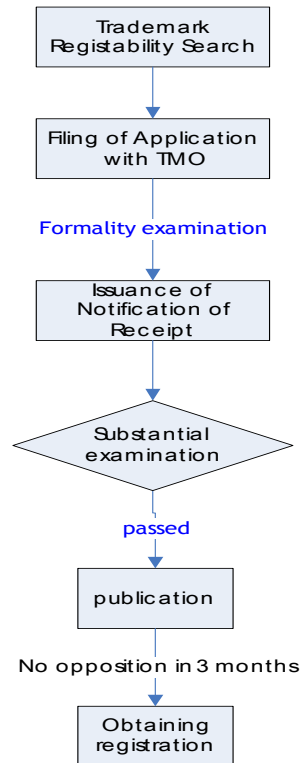 Trademark
Registability Search
Filing of Application
with TMO
Formality examination
Issuance of
Notification of
Receipt
Substantial
examination
passed
publication
No opposition in 3 months
Obtaining
registration